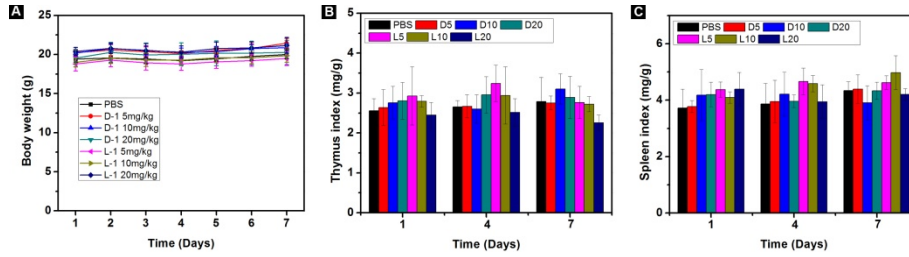 A
Body weight (g)
25
20
15
10
5
0
PBS
D-1 5mg/kg
D-1 10mg/kg
D-1 20mg/kg
L-1 5mg/kg
L-1 10mg/kg
L-1 20mg/kg
1 2 3 4 5 6 7
Time (Days)
B
Thymus index (mg/g)
5
4
3
2
1
0
PBS D5 D10 D20
L5 L10 L20
1 4 7
Time (Days)
C
Spleen index (mg/g)
6
4
2
0
PBS D5 D10 D20
L5 L10 L20
1 4 7
Time (Days)